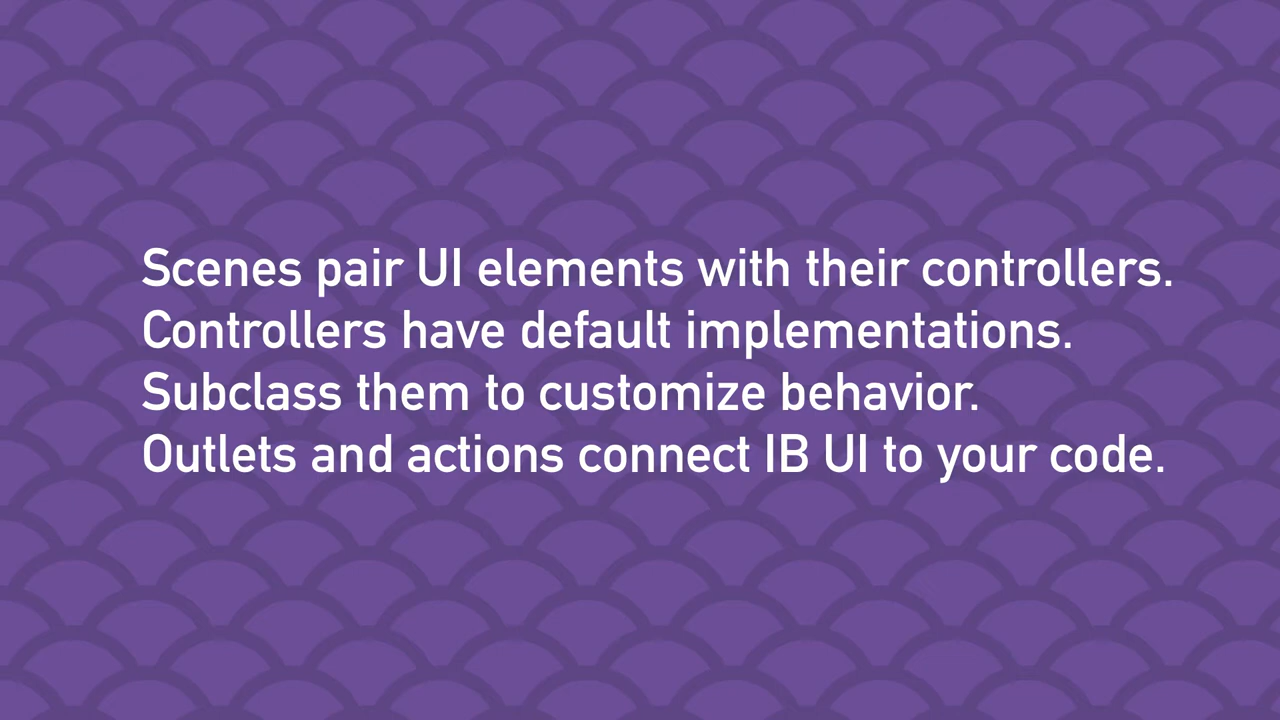 Scenes pair UI elements with their controllers.
Controllers have default implementations.
Subclass them to customize behavior.
Outlets and actions connect IB UI to your code.